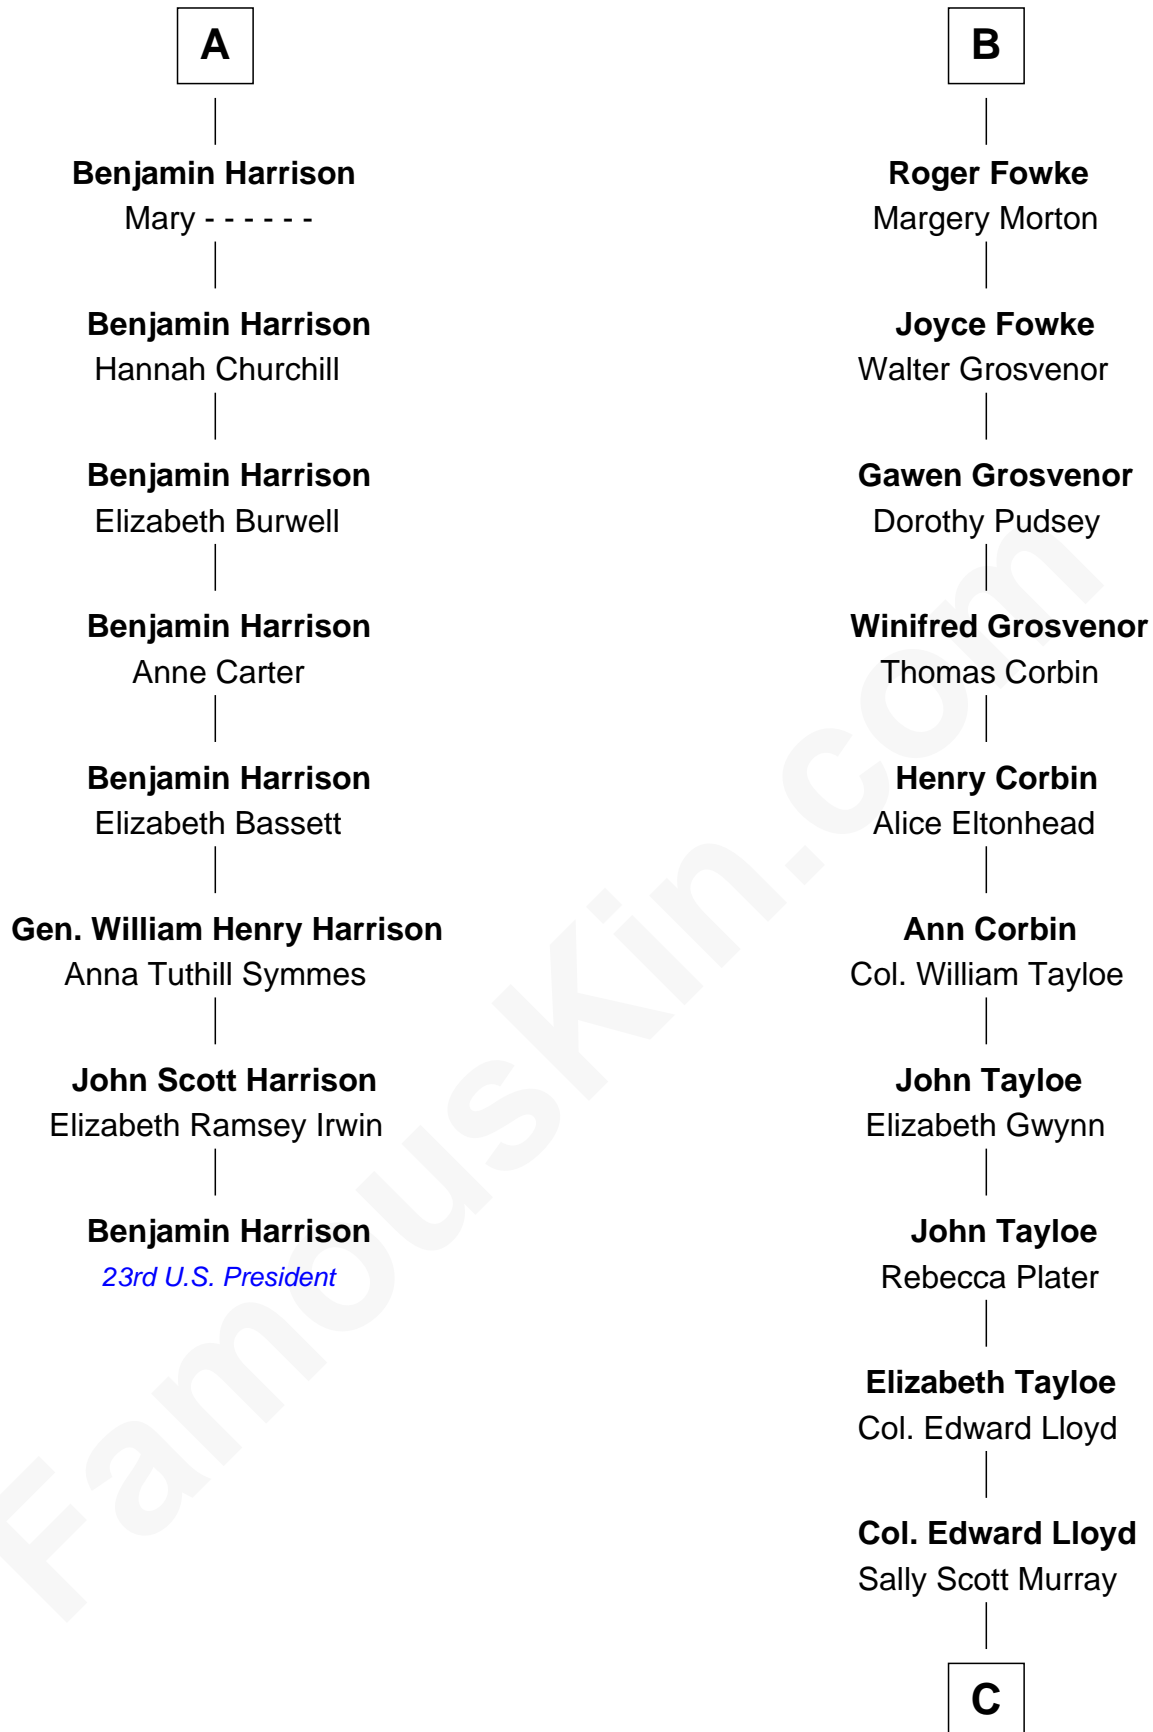 A
Benjamin Harrison
Mary - - - - - -
Benjamin Harrison
Hannah Churchill
Benjamin Harrison
Elizabeth Burwell
Benjamin Harrison
Anne Carter
Benjamin Harrison
Elizabeth Bassett
Gen. William Henry Harrison
Anna Tuthill Symmes
John Scott Harrison
Elizabeth Ramsey Irwin
Benjamin Harrison
23rd U.S. President
B
Roger Fowke
Margery Morton
Joyce Fowke
Walter Grosvenor
Gawen Grosvenor
Dorothy Pudsey
Winifred Grosvenor
Thomas Corbin
Henry Corbin
Alice Eltonhead
Ann Corbin
Col. William Tayloe
John Tayloe
Elizabeth Gwynn
John Tayloe
Rebecca Plater
Elizabeth Tayloe
Col. Edward Lloyd
Col. Edward Lloyd
Sally Scott Murray
C
FamousKin.com